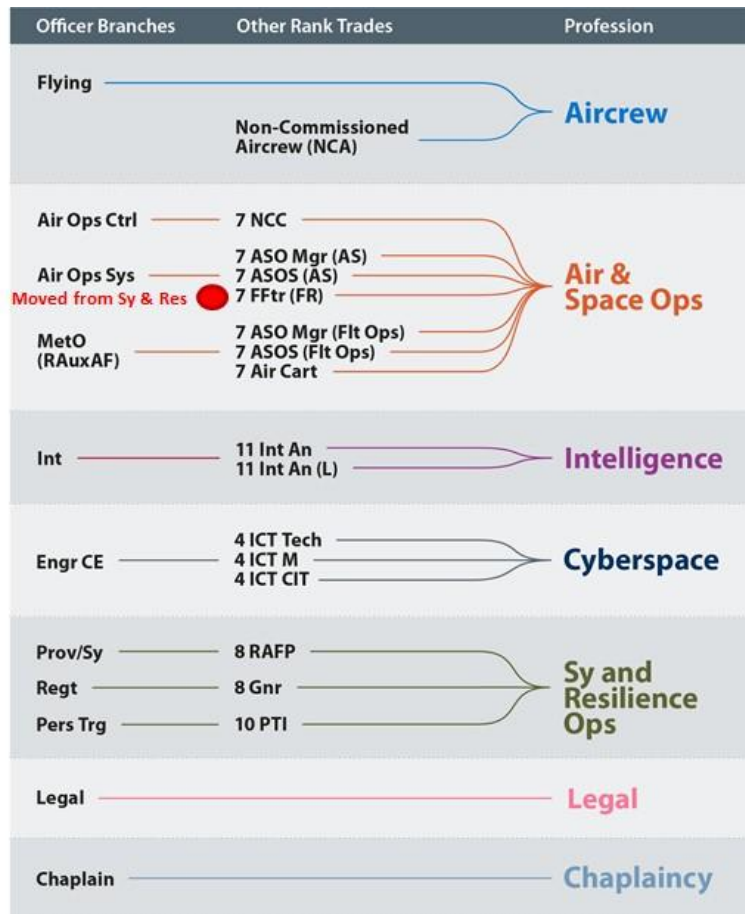 Officer Branches Other Rank Trades Profession
Flying
Non-Commissioned
Aircrew (NCA)
Aircrew
Air Ops Ctrl 7 NCC
7 ASO Mgr (AS)
Air Ops Sys 7 ASOS (AS)
Moved from Sy & Res 7 FFtr (FR)
MetO
(RAuxAF)
7 ASO Mgr (Flt Ops)
7 ASOS (Flt Ops)
7 Air Cart
Air &
Space Ops
Int
11 Int An
11 Int An (L)
Intelligence
Engr CE
4 ICT Tech
4 ICT M
4 ICT CIT
Cyberspace
Prov/Sy 8 RAFP
Regt 8 Gnr
Pers Trg 10 PTI
Sy and
Resilience
Ops
Legal Legal
Chaplain Chaplaincy